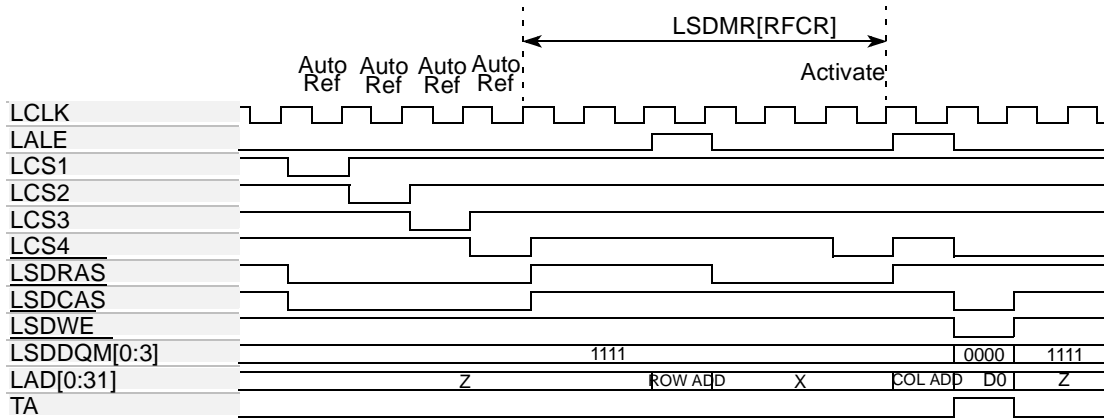 LSDMR[RFCR]
Auto Auto Auto Auto
Ref Ref Ref Ref
Activate
LCLK
LALE
LCS1
LCS2
LCS3
LCS4
LSDRAS
LSDCAS
LSDWE
LSDDQM[0:3] 1111 0000 1111
LAD[0:31] Z ROW ADD X COL ADD D0 Z
TA